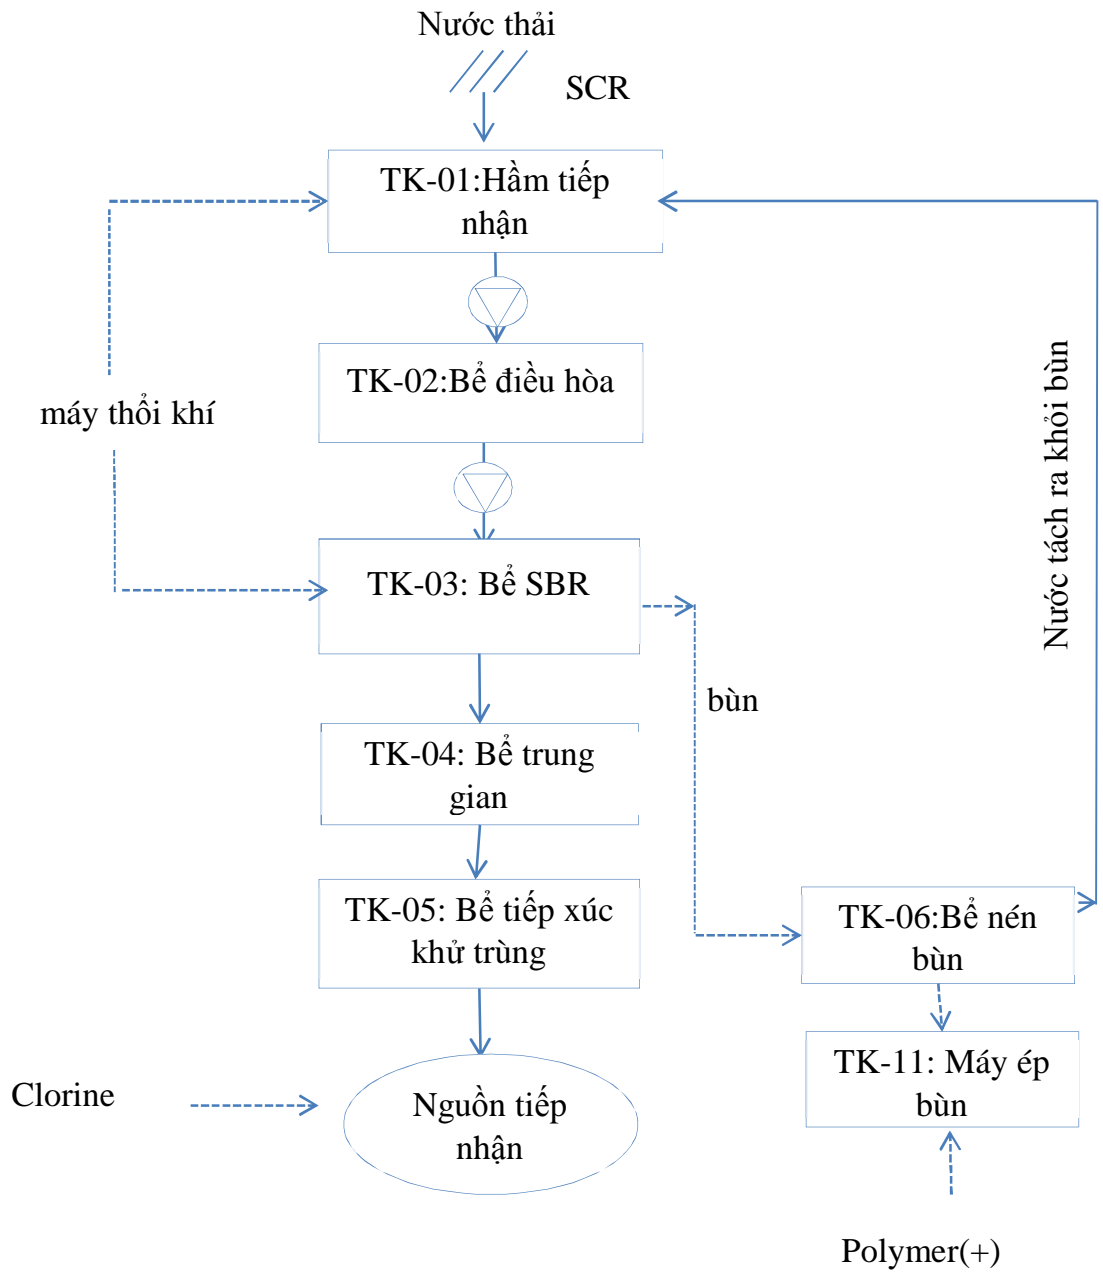 Nước thải
SCR
TK-01:Hầm tiếp
nhận
TK-02:Bể điều hòa
máy thổi khí
Nước tách ra khỏi bùn
TK-03: Bể SBR
bùn
TK-04: Bể trung
gian
TK-05: Bể tiếp xúc
khử trùng
TK-06:Bể nén
bùn
TK-11: Máy ép
bùn
Clorine
Nguồn tiếp
nhận
Polymer(+)